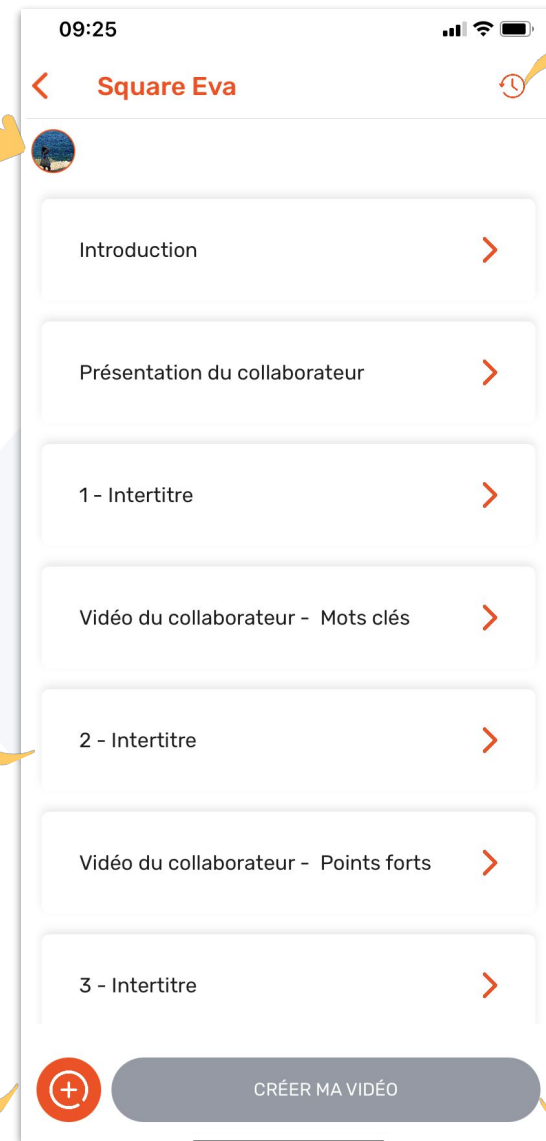 09:25
Square Eva
Introduction
Présentation du collaborateur
1 - Intertitre
Vidéo du collaborateur - Mots clés
2 - Intertitre
Vidéo du collaborateur - Points forts
3 - Intertitre
CRÉER MA VIDÉO